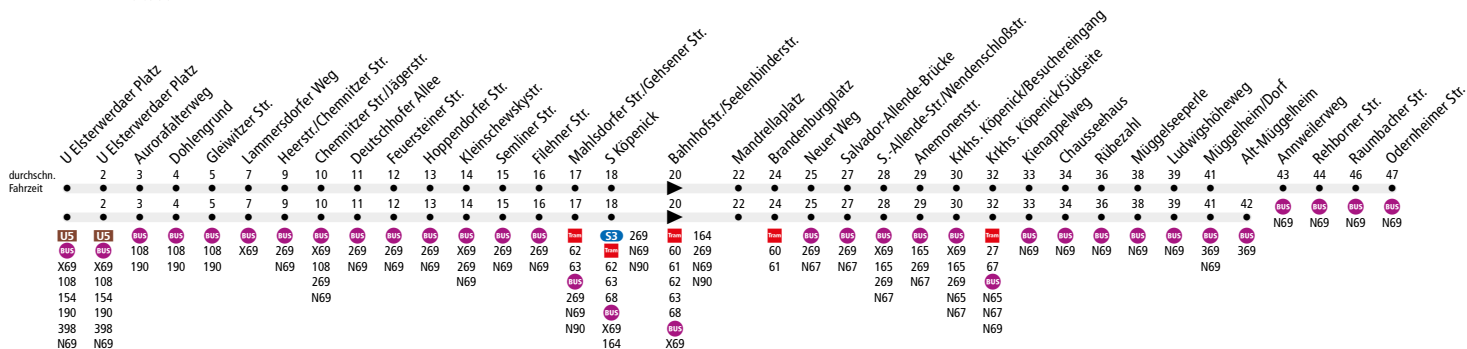 U Elsterwerdaer Platz
U Elsterwerdaer Platz
Aurorafalterweg
Dohlengrund
Gleiwitzer Str.
Lammersdorfer Weg
Heerstr./Chemnitzer Str.
Chemnitzer Str./Jägerstr.
Deutschhofer Allee
Feuersteiner Str.
Hoppendorfer Str.
Kleinschewskystr.
Semliner Str.
Filehner Str.
Mahlsdorfer Str./Gehsener Str.
S Köpenick
Bahnhofstr./Seelenbinderstr.
Mandrellaplatz
Brandenburgplatz
Neuer Weg
Salvador-Allende-Brücke
S.-Allende-Str./Wendenschloßstr.
Anemonenstr.
Krkhs. Köpenick/Besuchereingang
Krkhs. Köpenick/Südseite
Kienappelweg
Chausseehaus
Rübezahl
Müggelseeperle
Ludwigshöheweg
Müggelheim/Dorf
Alt-Müggelheim
Annweilerweg
Rehborner Str.
Raumbacher Str.
Odernheimer Str.
durchschn. 2 3 4 5 7 9 10 11 12 13 14 15 16 17 18 20 22 24 25 27 28 29 30 32 33 34 36 38 39 41 43 44 46 47
Fahrzeit
2 3 4 5 7 9 10 11 12 13 14 15 16 17 18 20 22 24 25 27 28 29 30 32 33 34 36 38 39 41 42 BUS BUS BUS BUS
N69 N69 N69 N69
U5 U5 BUS BUS BUS BUS BUS BUS BUS BUS BUS BUS BUS BUS Tram S3 269 Tram 164 Tram BUS BUS BUS BUS BUS Tram BUS BUS BUS BUS BUS BUS BUS
BUS BUS 108 108 108 X69 269 X69 269 269 269 X69 269 269 62 Tram N69 60 269 60 269 269 X69 165 X69 27 N69 N69 N69 N69 N69 369 369
X69 X69 190 190 190 N69 108 N69 N69 N69 269 N69 N69 63 62 N90 61 N69 61 N67 N67 165 269 165 67 N69
108 108 269 N69 BUS 63 62 N90 269 N67 269 BUS
154 154 N69 269 68 63 N67 N65 N65
190 190 N69 BUS 68 N67 N67
398 398 N90 X69 BUS N69
N69 N69 164 X69